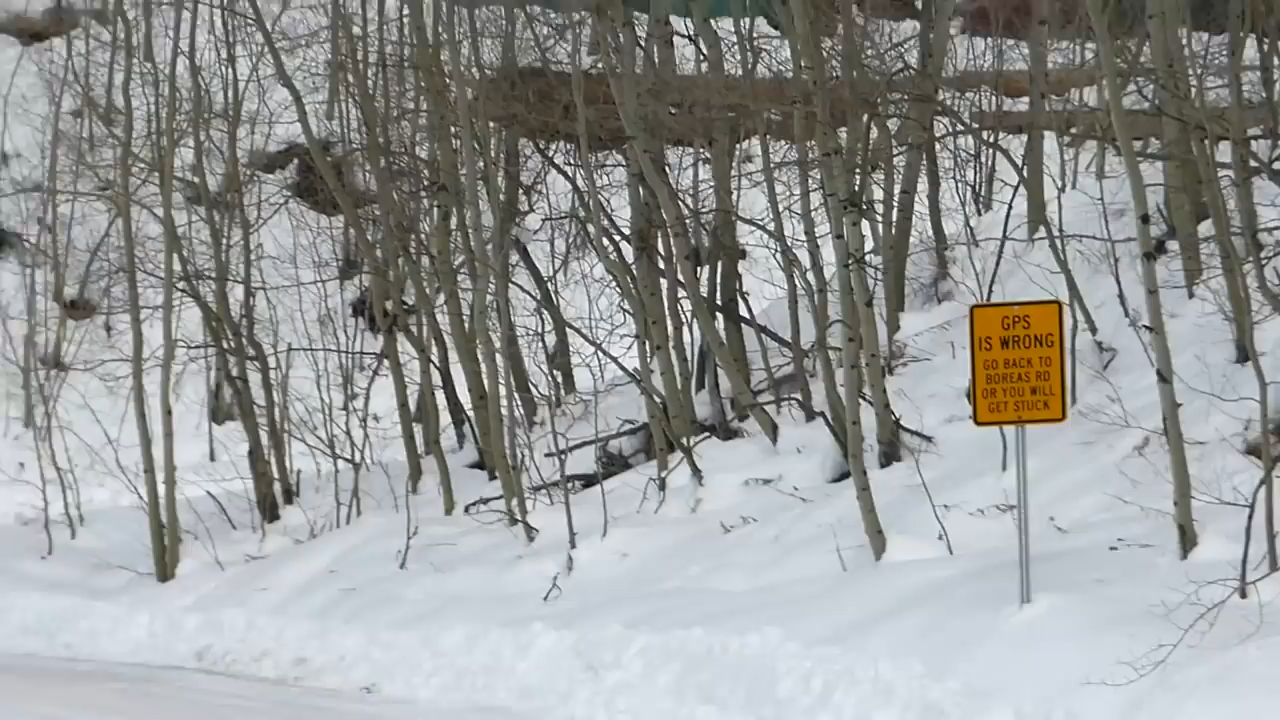 GPS
IS WRONG
GO BACK TO
BOREAS RD
OR YOU WILL
GET STUCK